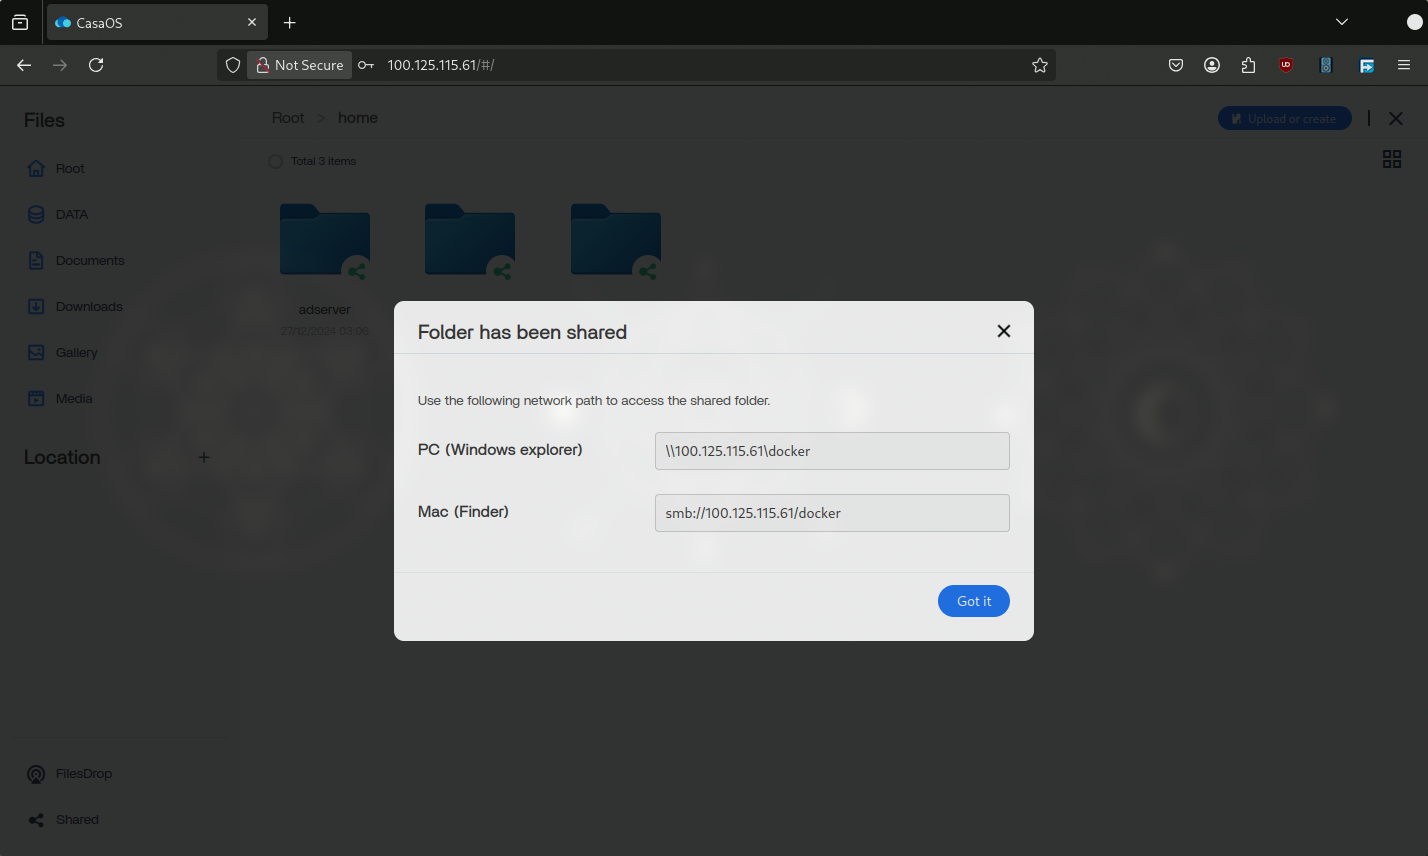 CasaOS
Not Secure
100.125.115.61/#/
Files
Root > home
Upload or create
Total 3 items
Root
DATA
Documents
Downloads
Gallery
Media
Location
adserver
27/12/2024 03:06
Folder has been shared
Use the following network path to access the shared folder.
PC (Windows explorer)
\\100.125.115.61\docker
Mac (Finder)
smb://100.125.115.61/docker
Got it
FilesDrop
Shared